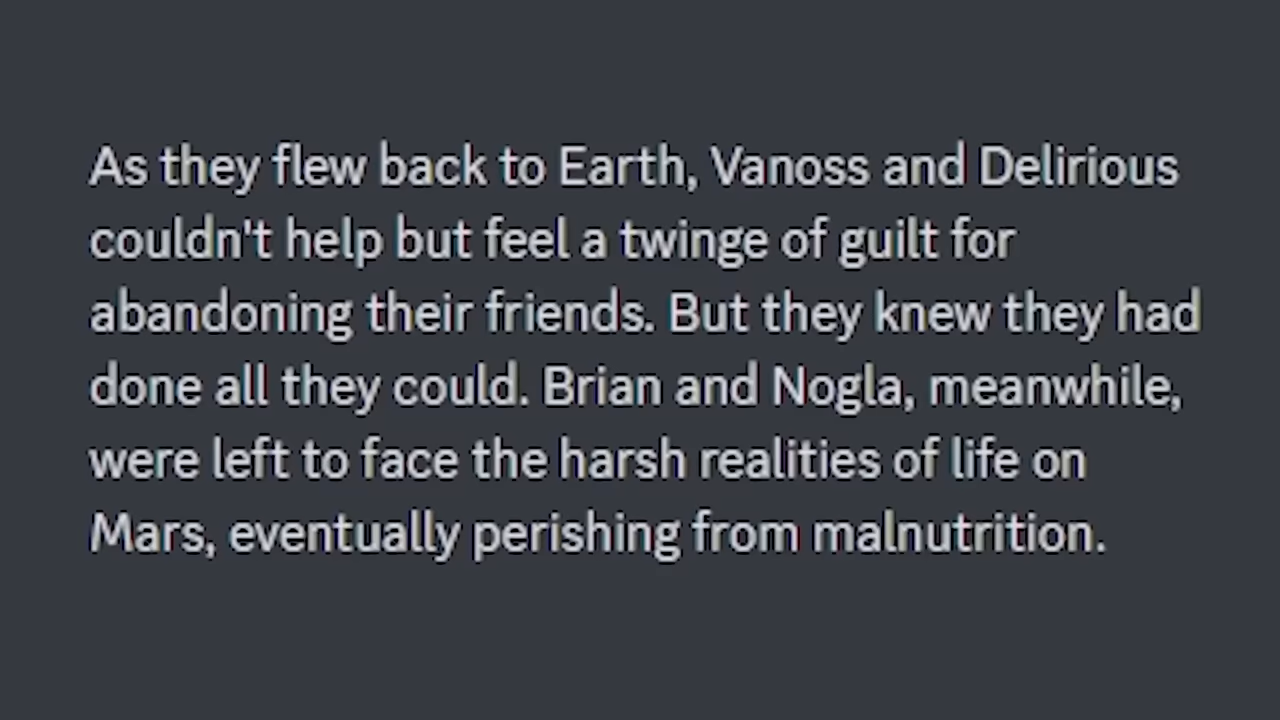 As they flew back to Earth, Vanoss and Delirious
couldn't help but feel a twinge of guilt for
abandoning their friends. But they knew they had
done all they could. Brian and Nogla, meanwhile,
were left to face the harsh realities of life on
Mars, eventually perishing from malnutrition.